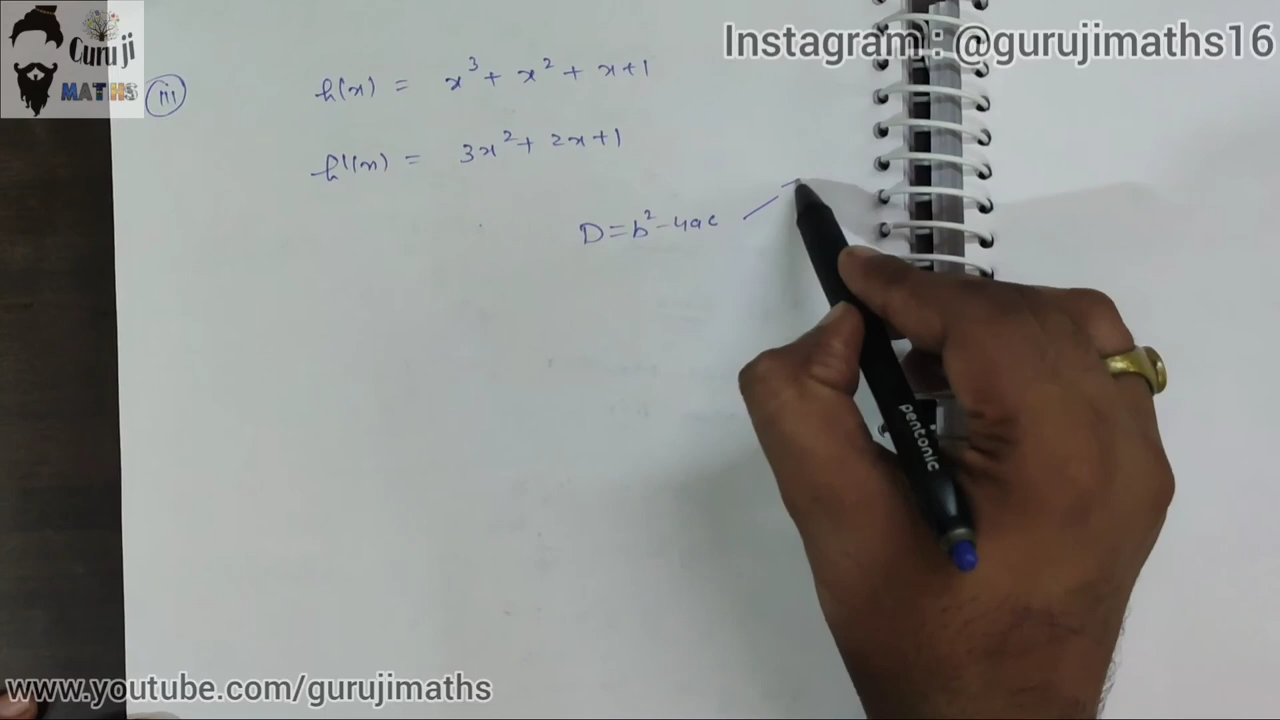 Guru ji
MATHS
Instagram : @gurujimaths16
iii
h(x) = x³ + x² + x+1
h'(x) = 3x² + 2x+1
D = b² - 4ac
pentonic
www.youtube.com/gurujimaths